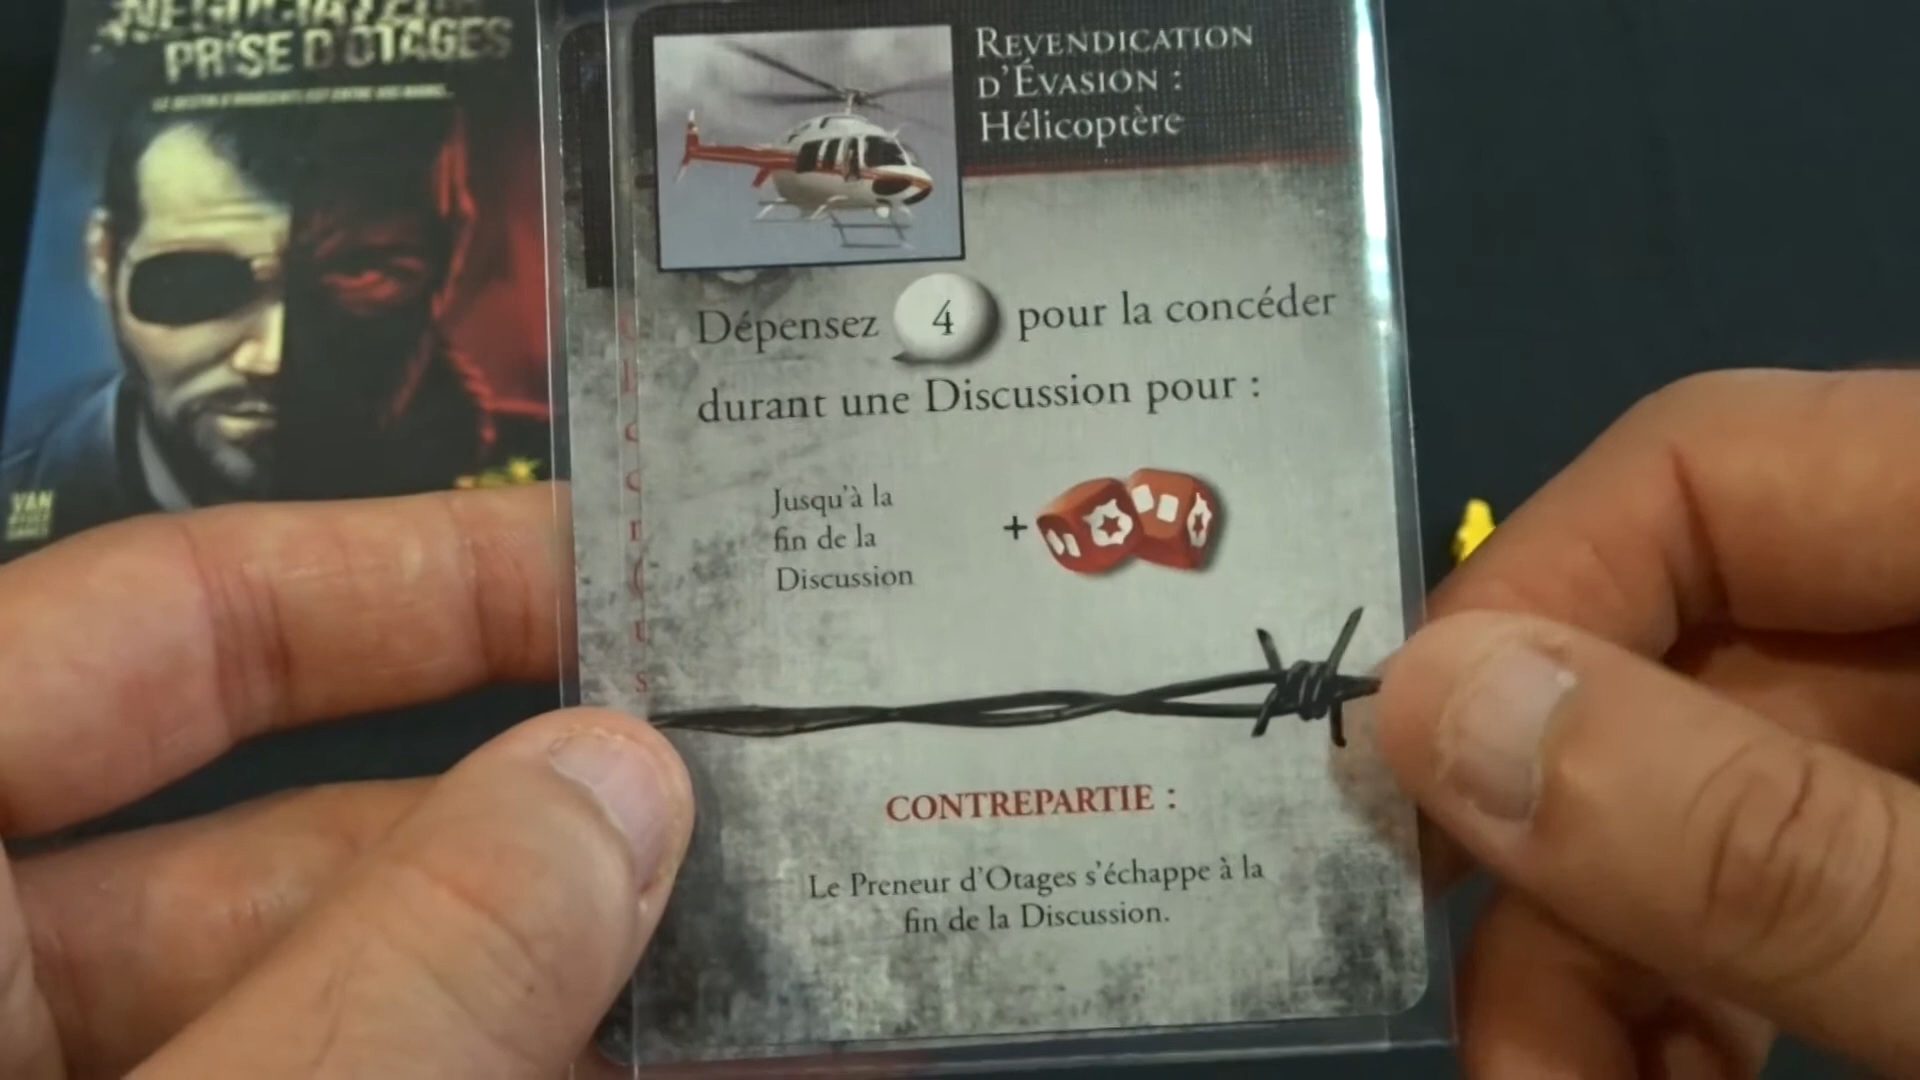 PRISE D'OTAGES
REVENDICATION
D'ÉVASION :
Hélicoptère
Dépensez 4 pour la concéder
durant une Discussion pour :
Jusqu'à la
fin de la
Discussion
+
CONTREPARTIE :
Le Preneur d'Otages s'échappe à la
fin de la Discussion.
VAN